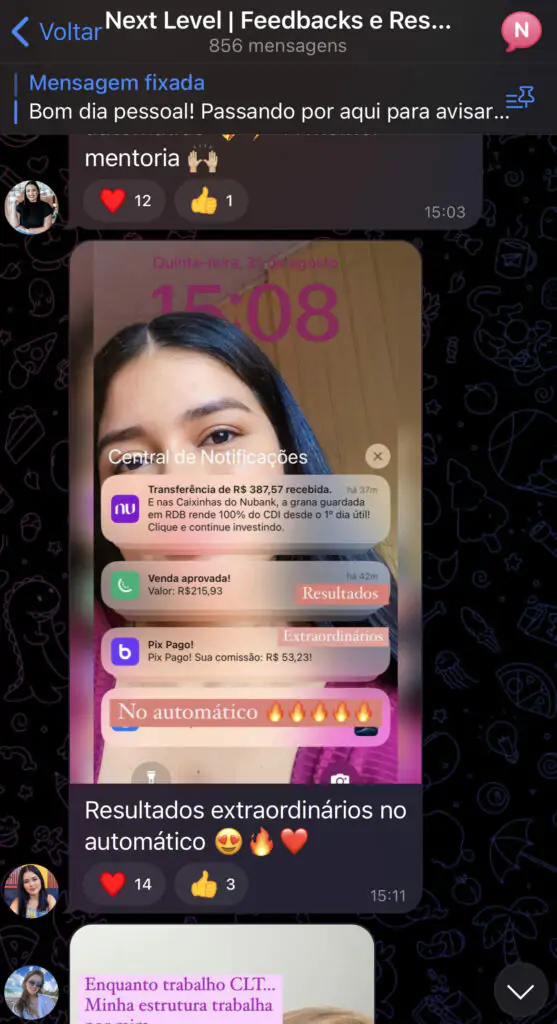 Voltar
Next Level | Feedbacks e Res...
856 mensagens
N
Mensagem fixada
Bom dia pessoal! Passando por aqui para avisar...
mentoria 🙌🏼
❤️ 12
👍 1
15:03
Quinta-feira, 31 de agosto
15:08
Central de Notificações
Transferência de R$ 387,57 recebida.
há 37m
E nas Caixinhas do Nubank, a grana guardada
em RDB rende 100% do CDI desde o 1º dia útil!
Clique e continue investindo.
nu
Venda aprovada!
há 42m
Valor: R$215,93
Resultados
Extraordinários
b
Pix Pago!
Pix Pago! Sua comissão: R$ 53,23!
No automático 🔥🔥🔥🔥🔥
Resultados extraordinários no
automático 😍🔥❤️
❤️ 14
👍 3
15:11
Enquanto trabalho CLT...
Minha estrutura trabalha
por mim